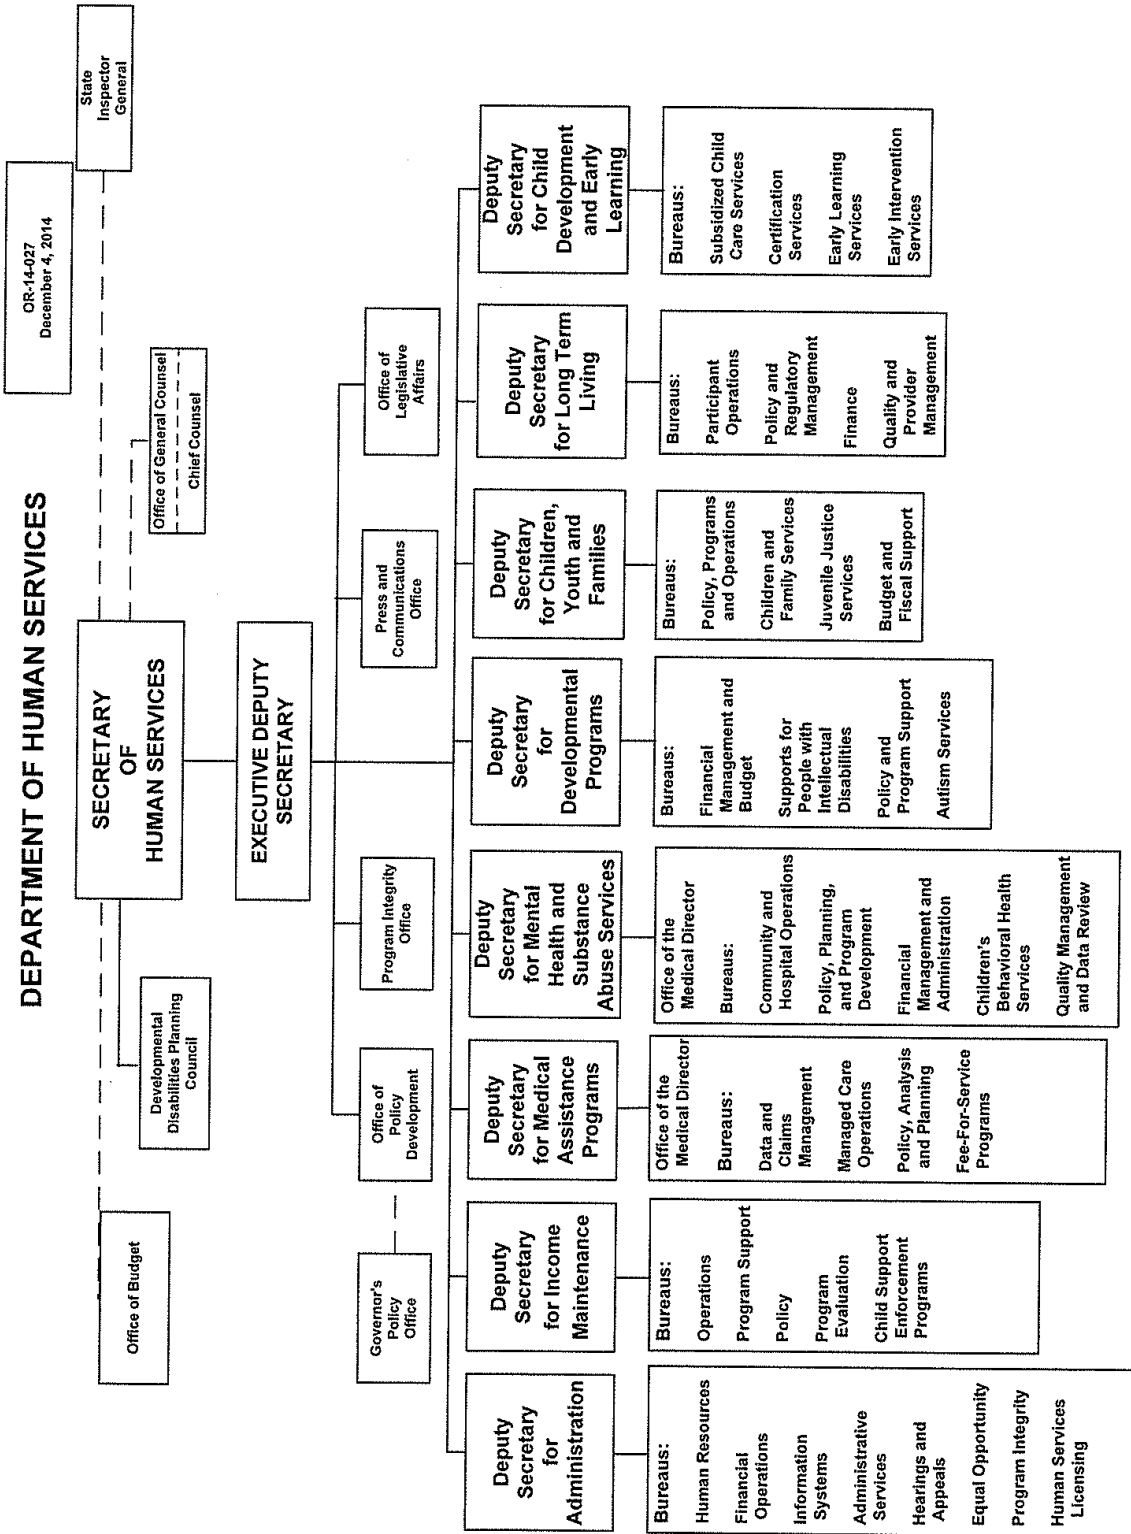 DEPARTMENT OF HUMAN SERVICES
OR-14-027
December 4, 2014
State
Inspector
General
SECRETARY
OF
HUMAN SERVICES
Office of General Counsel
Chief Counsel
Developmental
Disabilities Planning
Council
Office of Budget
EXECUTIVE DEPUTY
SECRETARY
Governor's
Policy
Office
Office of
Policy
Development
Program Integrity
Office
Press and
Communications
Office
Office of
Legislative
Affairs
Deputy
Secretary
for
Administration
Bureaus:
Human Resources
Financial
Operations
Information
Systems
Administrative
Services
Hearings and
Appeals
Equal Opportunity
Program Integrity
Human Services
Licensing
Deputy
Secretary
for Income
Maintenance
Bureaus:
Operations
Program Support
Policy
Program
Evaluation
Child Support
Enforcement
Programs
Deputy
Secretary
for Medical
Assistance
Programs
Office of the
Medical Director
Bureaus:
Data and
Claims
Management
Managed Care
Operations
Policy, Analysis
and Planning
Fee-For-Service
Programs
Deputy
Secretary
for Mental
Health and
Substance
Abuse Services
Office of the
Medical Director
Bureaus:
Community and
Hospital Operations
Policy, Planning,
and Program
Development
Financial
Management and
Administration
Children's
Behavioral Health
Services
Quality Management
and Data Review
Deputy
Secretary
for
Developmental
Programs
Bureaus:
Financial
Management and
Budget
Supports for
People with
Intellectual
Disabilities
Policy and
Program Support
Autism Services
Deputy
Secretary
for Children,
Youth and
Families
Bureaus:
Policy, Programs
and Operations
Children and
Family Services
Juvenile Justice
Services
Budget and
Fiscal Support
Deputy
Secretary
for Long Term
Living
Bureaus:
Participant
Operations
Policy and
Regulatory
Management
Finance
Quality and
Provider
Management
Deputy
Secretary
for Child
Development
and Early
Learning
Bureaus:
Subsidized Child
Care Services
Certification
Services
Early Learning
Services
Early Intervention
Services